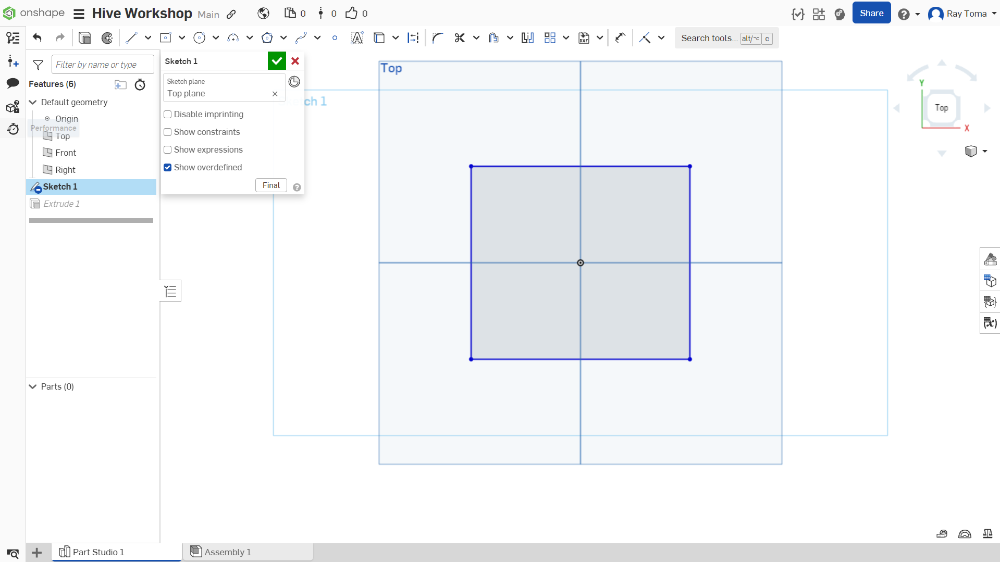 onshape
Hive Workshop Main
0 0 0
Share
Ray Toma
Search tools... alt/⌥ c
Filter by name or type
Features (6)
Default geometry
Origin
Performance
Top
Front
Right
Sketch 1
Extrude 1
Parts (0)
Sketch 1
Sketch plane
Top plane
Disable imprinting
Show constraints
Show expressions
Show overdefined
Final
Top
ch 1
Y
Top
X
DXF
(x)
Part Studio 1
Assembly 1